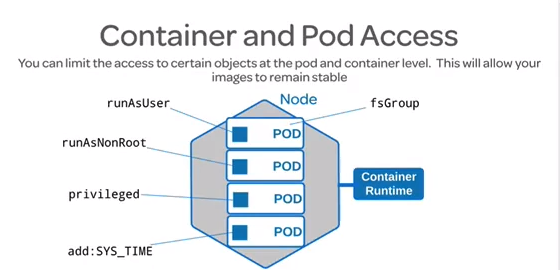 Container and Pod Access
You can limit the access to certain objects at the pod and container level. This will allow your
images to remain stable
runAsUser
Node
fsGroup
POD
runAsNonRoot
POD
Container
Runtime
privileged
POD
add:SYS_TIME
POD